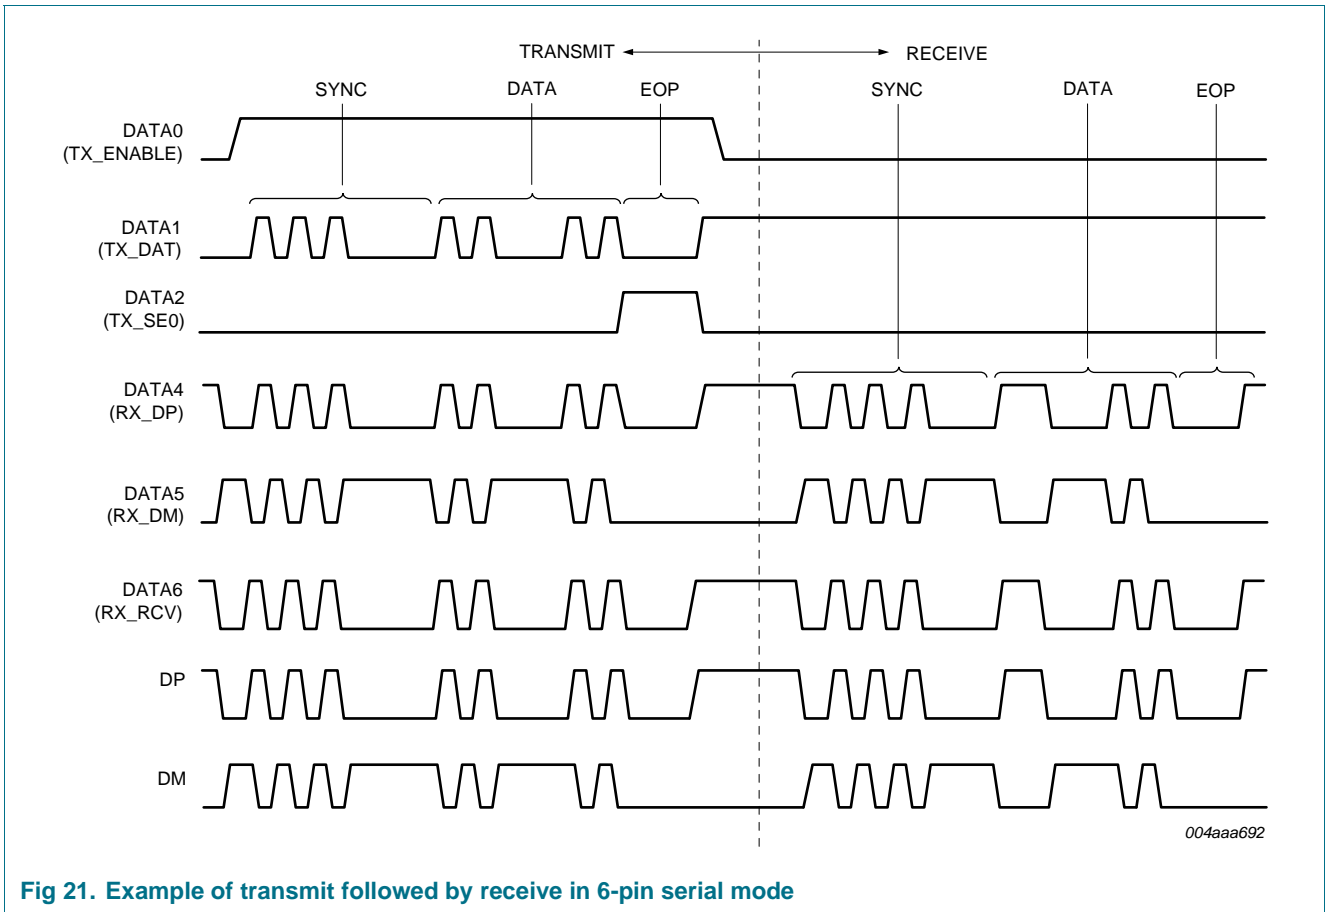 TRANSMIT
RECEIVE
SYNC
DATA
EOP
SYNC
DATA
EOP
DATA0
(TX_ENABLE)
DATA1
(TX_DAT)
DATA2
(TX_SE0)
DATA4
(RX_DP)
DATA5
(RX_DM)
DATA6
(RX_RCV)
DP
DM
004aaa692
Fig 21. Example of transmit followed by receive in 6-pin serial mode